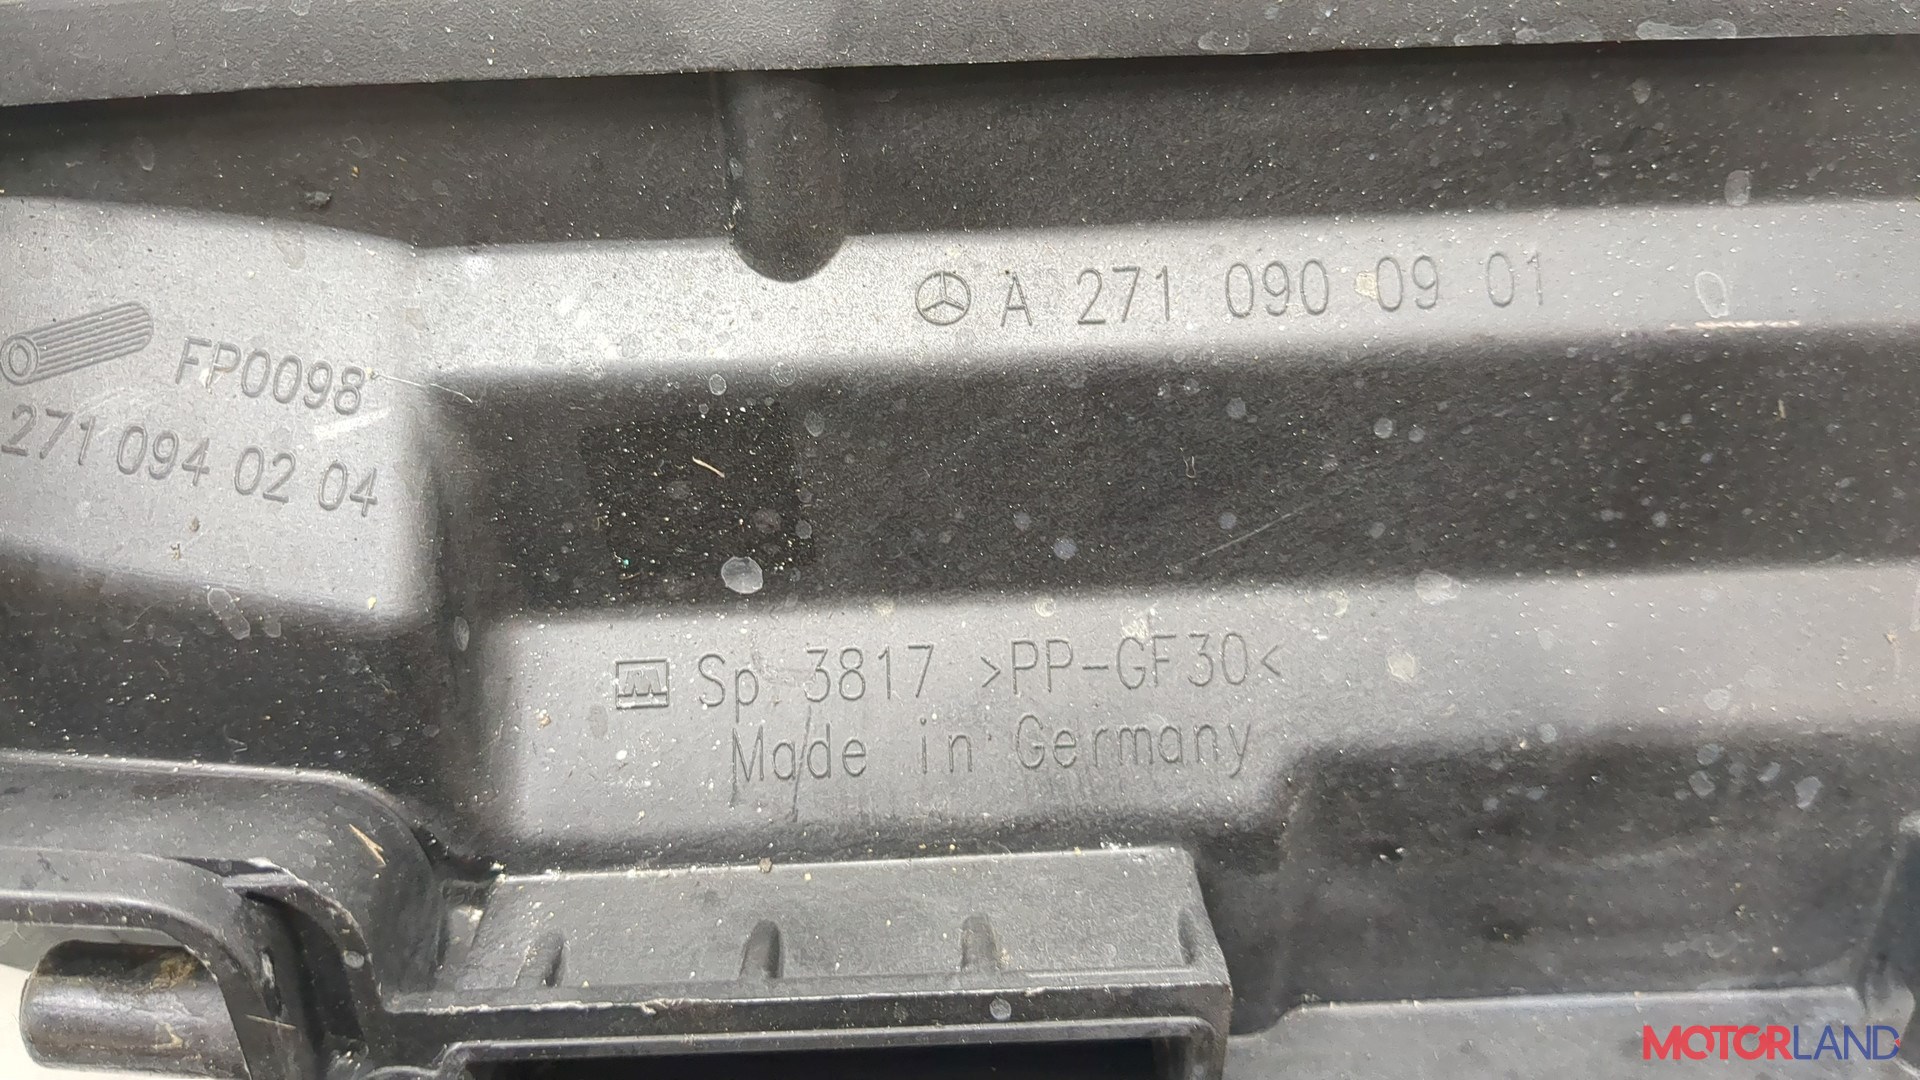 A 271 090 09 01
FP0098
271 094 02 04
Sp. 3817 >PP-GF30<
Made in Germany
MOTORLAND